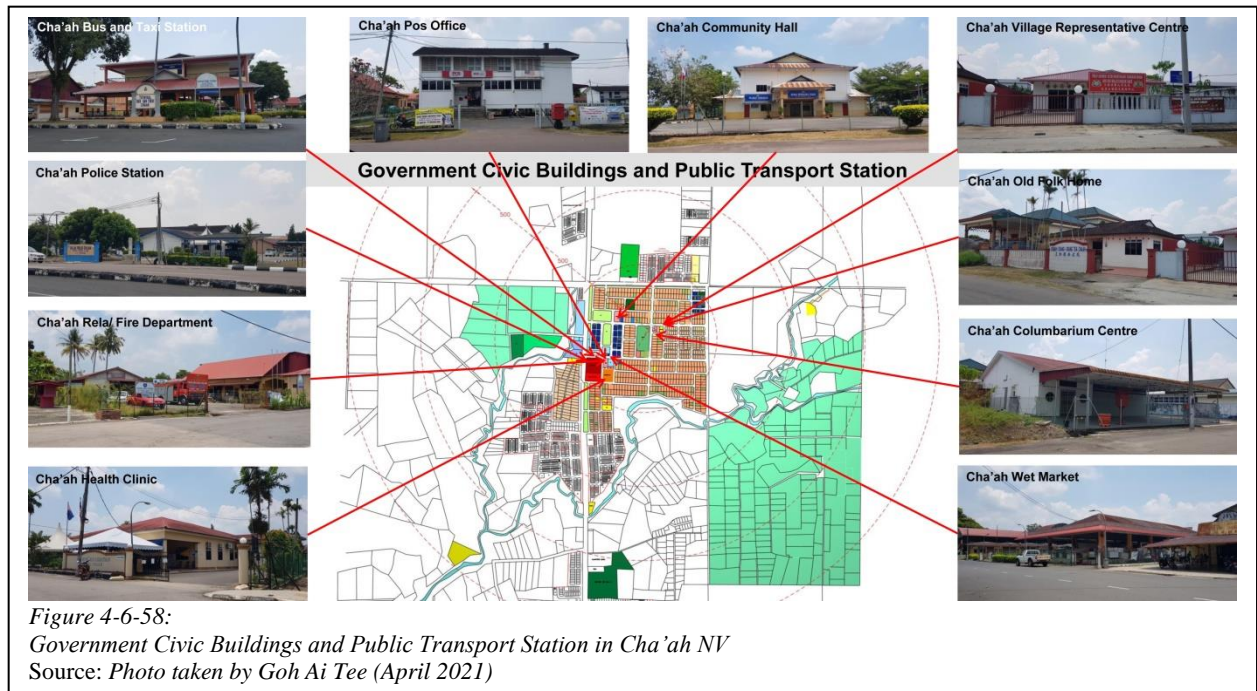 Cha'ah Bus and Taxi Station
Cha'ah Pos Office
Cha'ah Community Hall
Cha'ah Village Representative Centre
Government Civic Buildings and Public Transport Station
Cha'ah Police Station
Cha'ah Old Folk Home
500
500
Cha'ah Rela/ Fire Department
Cha'ah Columbarium Centre
Cha'ah Health Clinic
Cha'ah Wet Market
Figure 4-6-58:
Government Civic Buildings and Public Transport Station in Cha'ah NV
Source: Photo taken by Goh Ai Tee (April 2021)